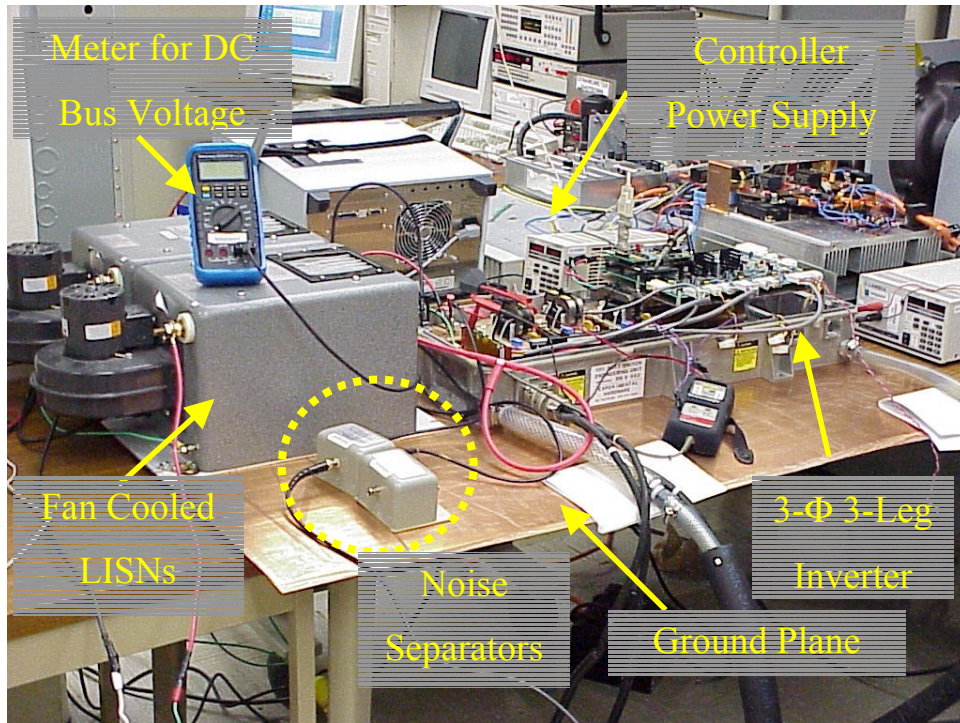 Meter for DC
Bus Voltage
Controller
Power Supply
Fan Cooled
LISNs
Noise
Separators
3-Φ 3-Leg
Inverter
Ground Plane